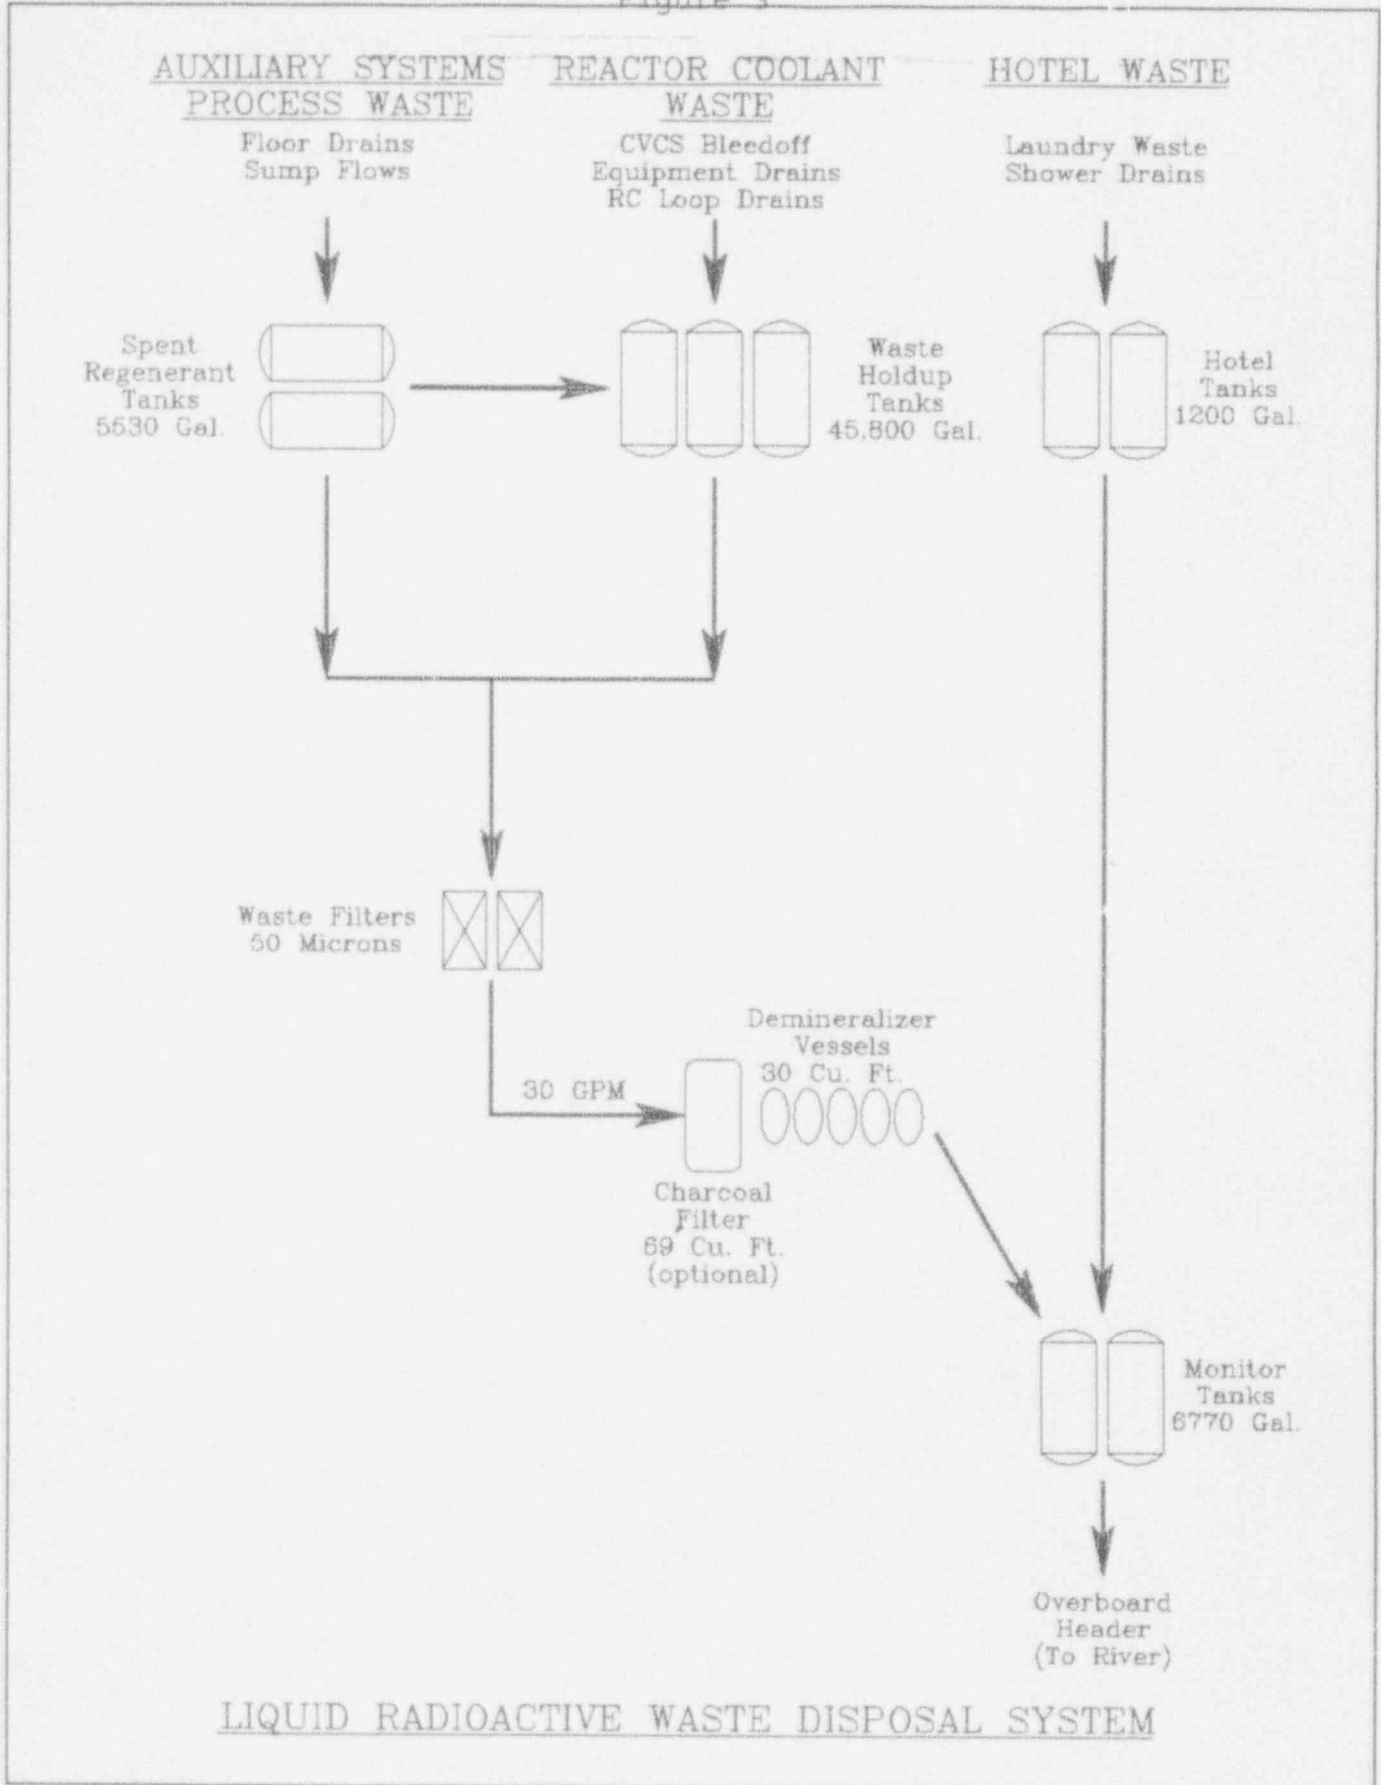 Figure 3
AUXILIARY SYSTEMS
PROCESS WASTE
Floor Drains
Sump Flows
REACTOR COOLANT
WASTE
CVCS Bleedoff
Equipment Drains
RC Loop Drains
HOTEL WASTE
Laundry Waste
Shower Drains
Spent
Regenerant
Tanks
5530 Gal.
Waste
Holdup
Tanks
45,800 Gal.
Hotel
Tanks
1200 Gal.
Waste Filters
50 Microns
30 GPM
Demineralizer
Vessels
30 Cu. Ft.
Charcoal
Filter
69 Cu. Ft.
(optional)
Monitor
Tanks
6770 Gal.
Overboard
Header
(To River)
LIQUID RADIOACTIVE WASTE DISPOSAL SYSTEM